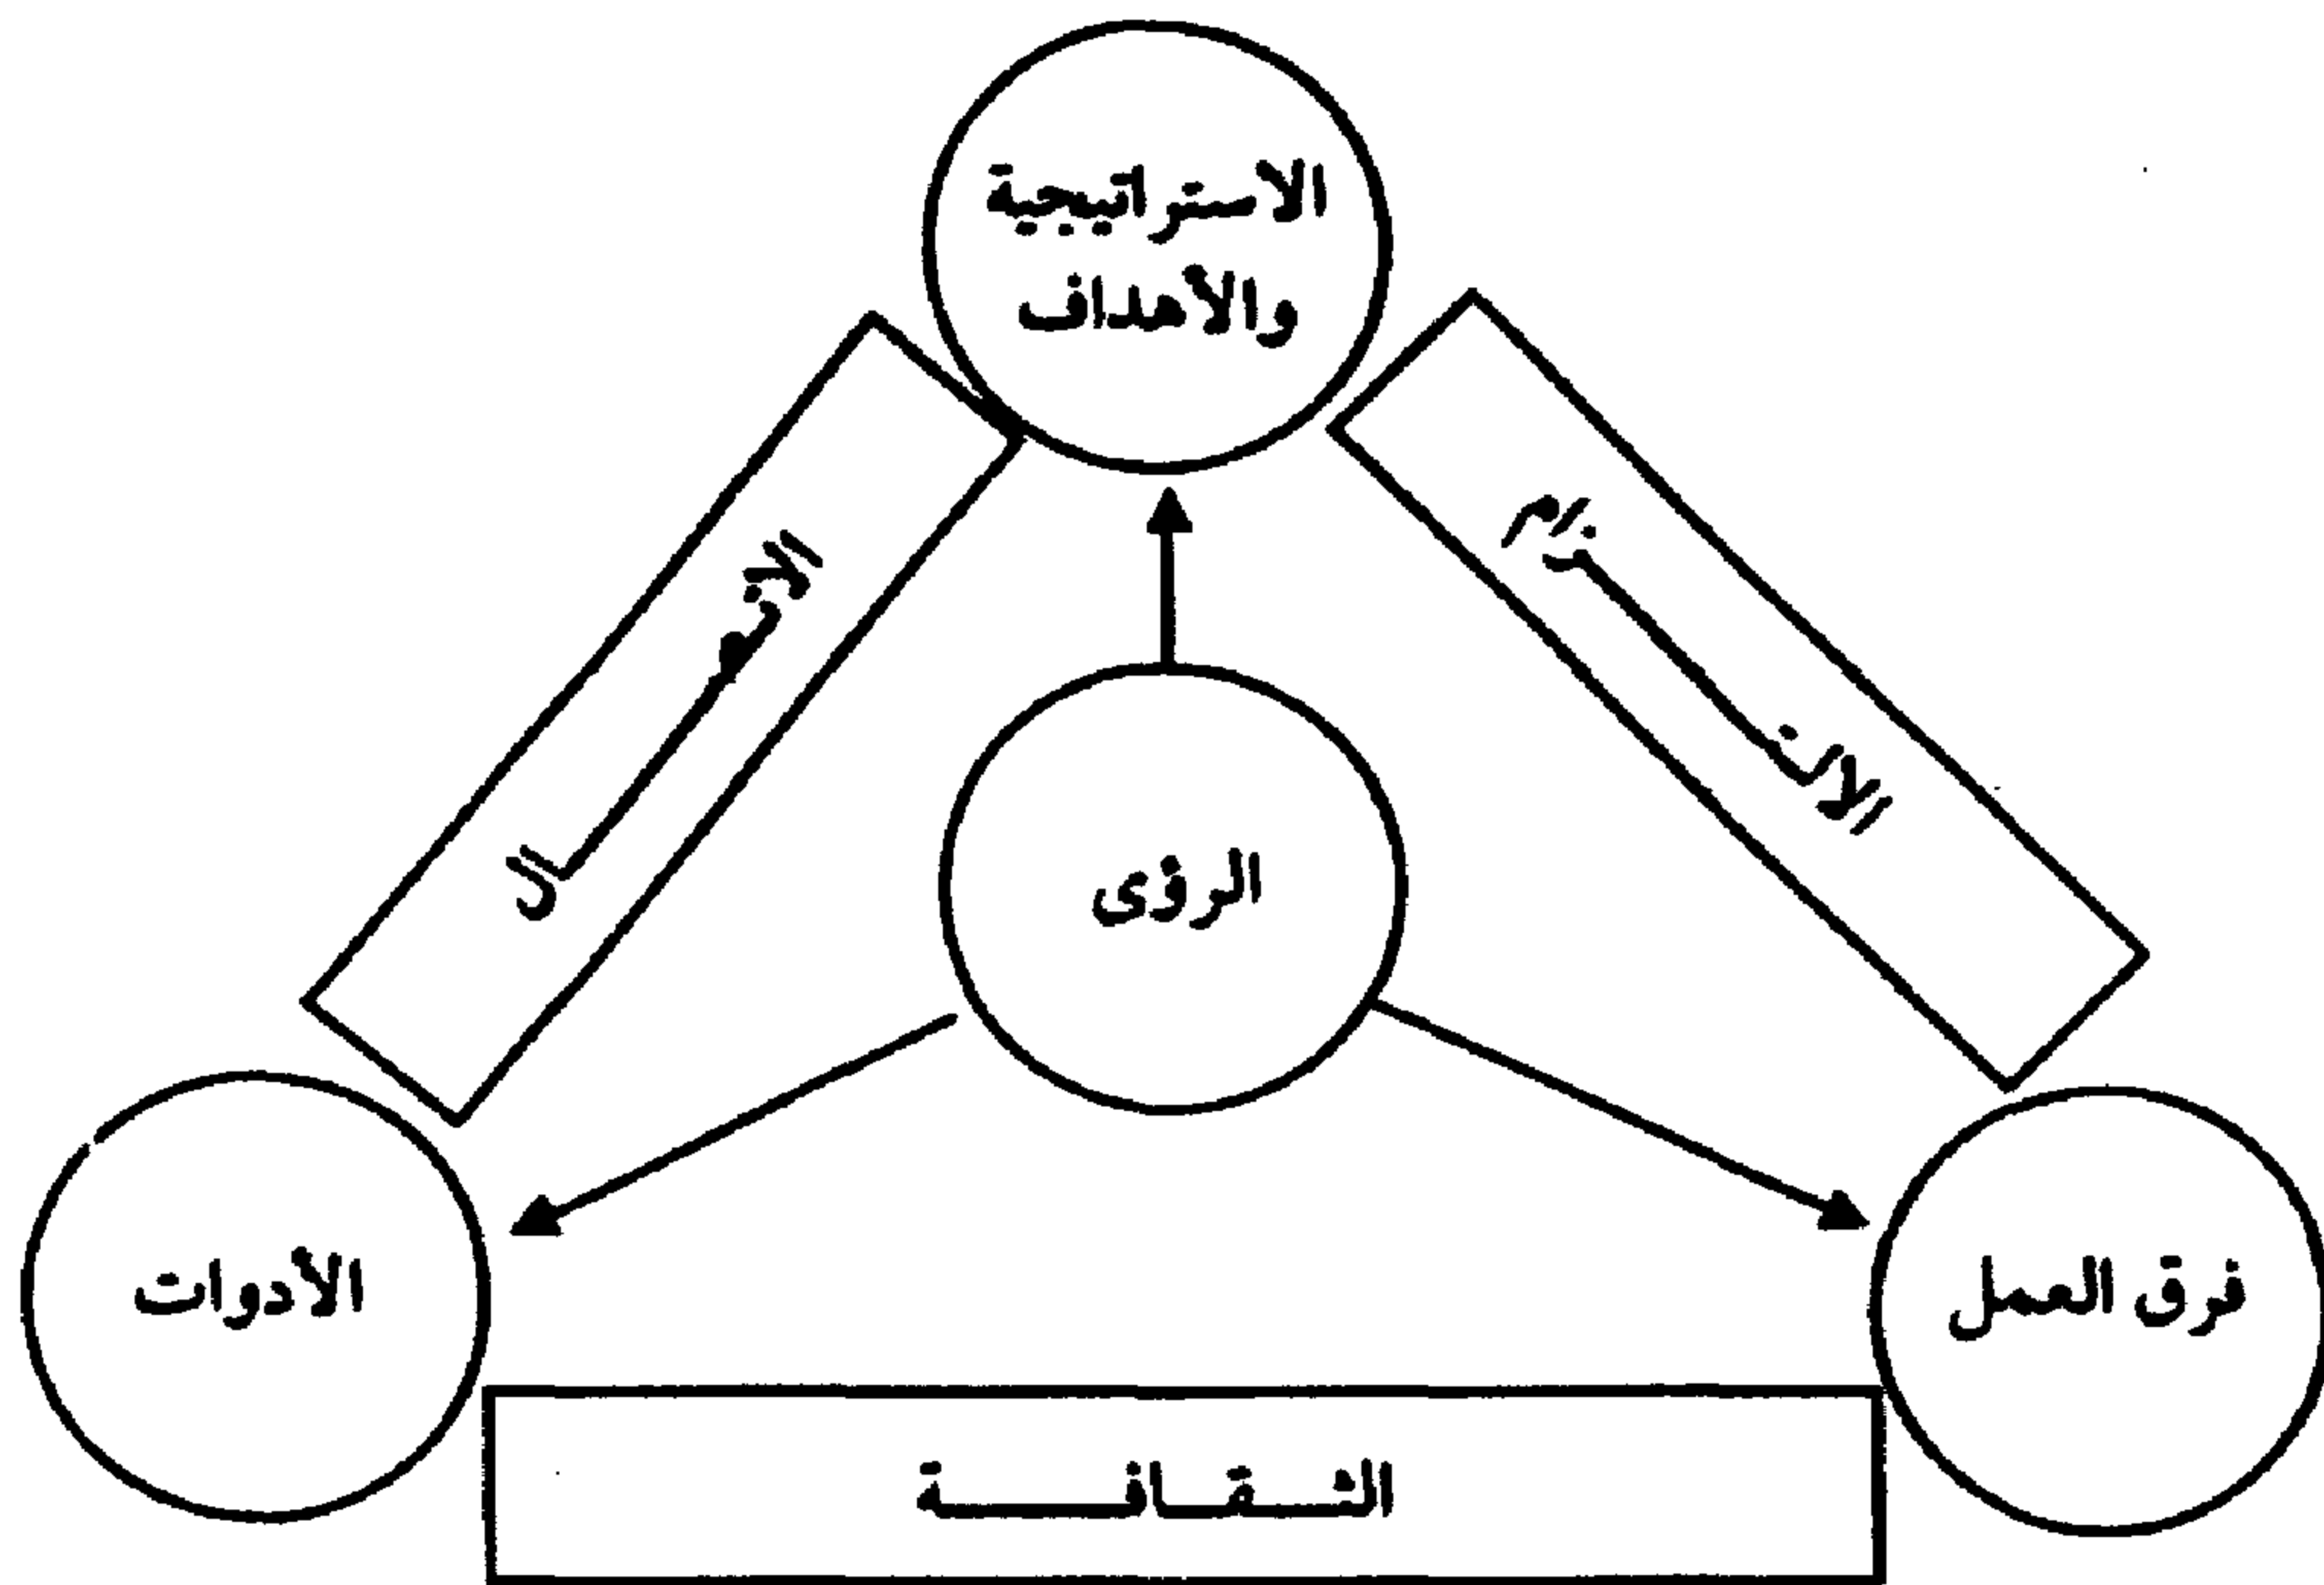 الاستراتيجية
والأهداف
الاتصال
الالتزام
الرؤى
الأدوات
فرق العمل
الثقافة